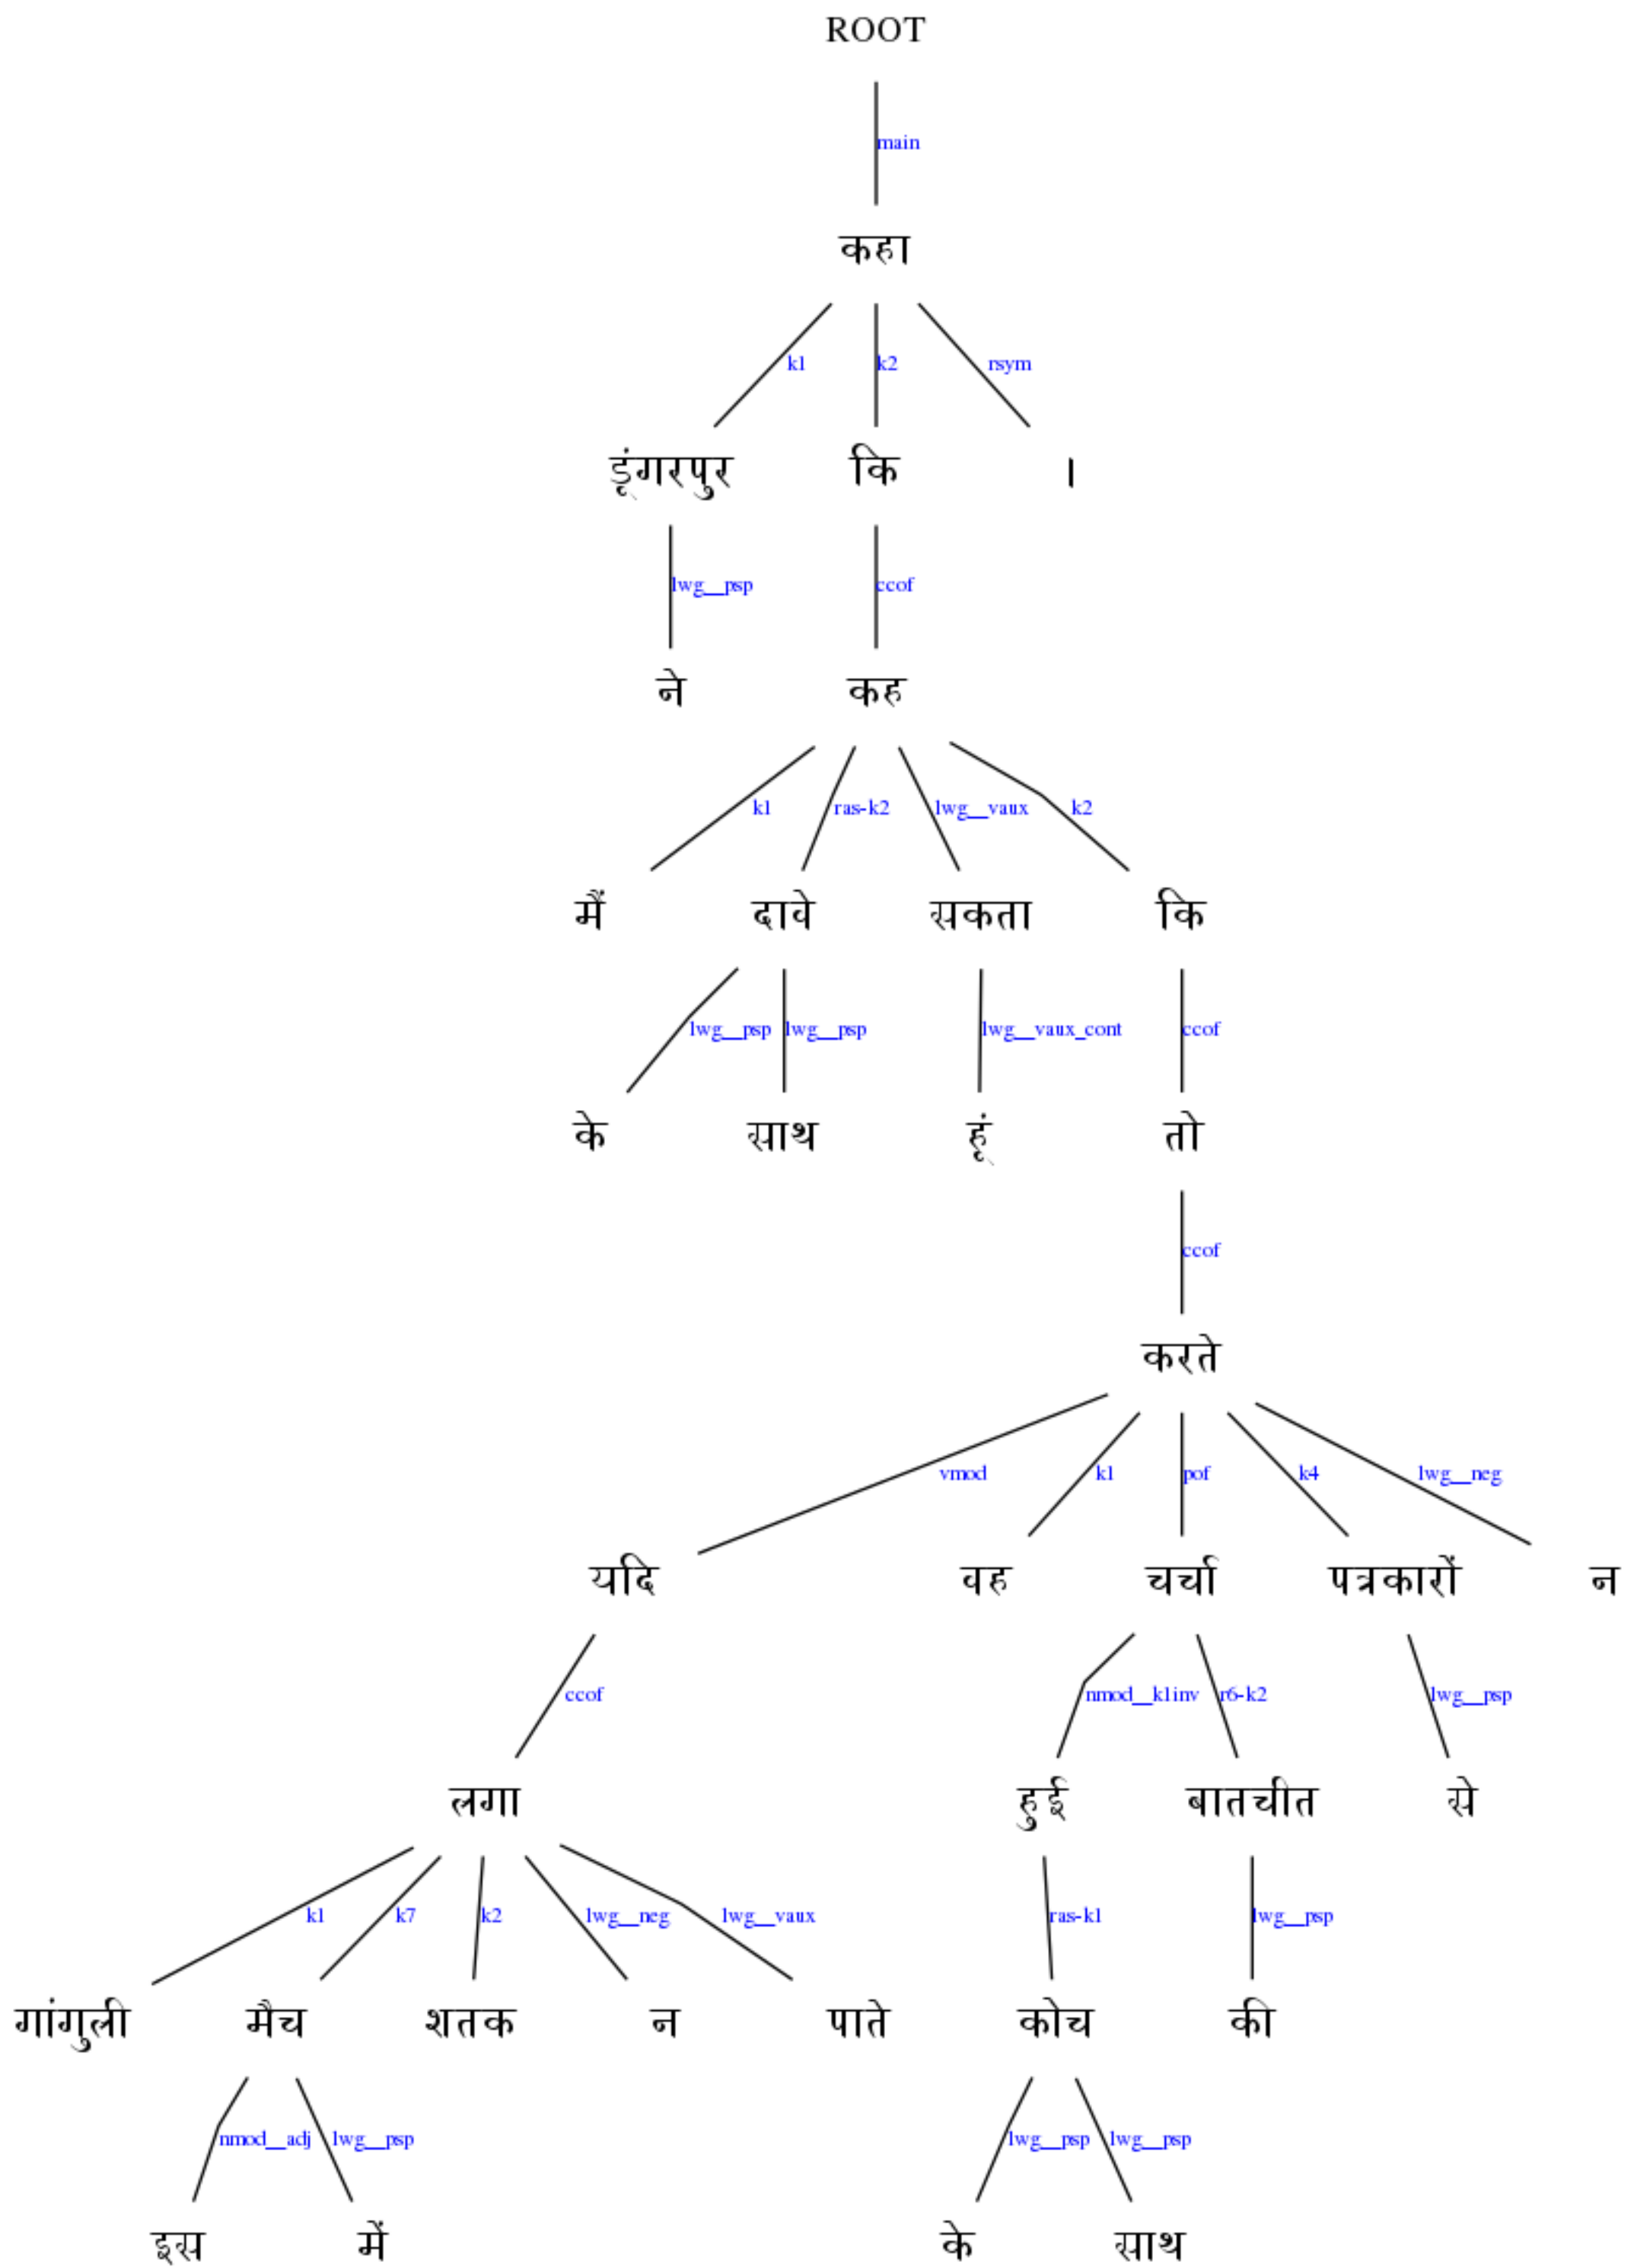 ROOT
main
कहा
k1 k2 rsym
डूंगरपुर कि ।
lwg__psp ccof
ने कह
k1 ras-k2 lwg__vaux k2
मैं दावे सकता कि
lwg__psp lwg__psp lwg__vaux_cont ccof
के साथ हूं तो
ccof
करते
vmod k1 pof k4 lwg__neg
यदि वह चर्चा पत्रकारों न
ccof nmod__k1inv r6-k2 lwg__psp
लगा हुई बातचीत से
k1 k7 k2 lwg__neg lwg__vaux ras-k1 lwg__psp
गांगुली मैच शतक न पाते कोच की
nmod__adj lwg__psp lwg__psp lwg__psp
इस में के साथ